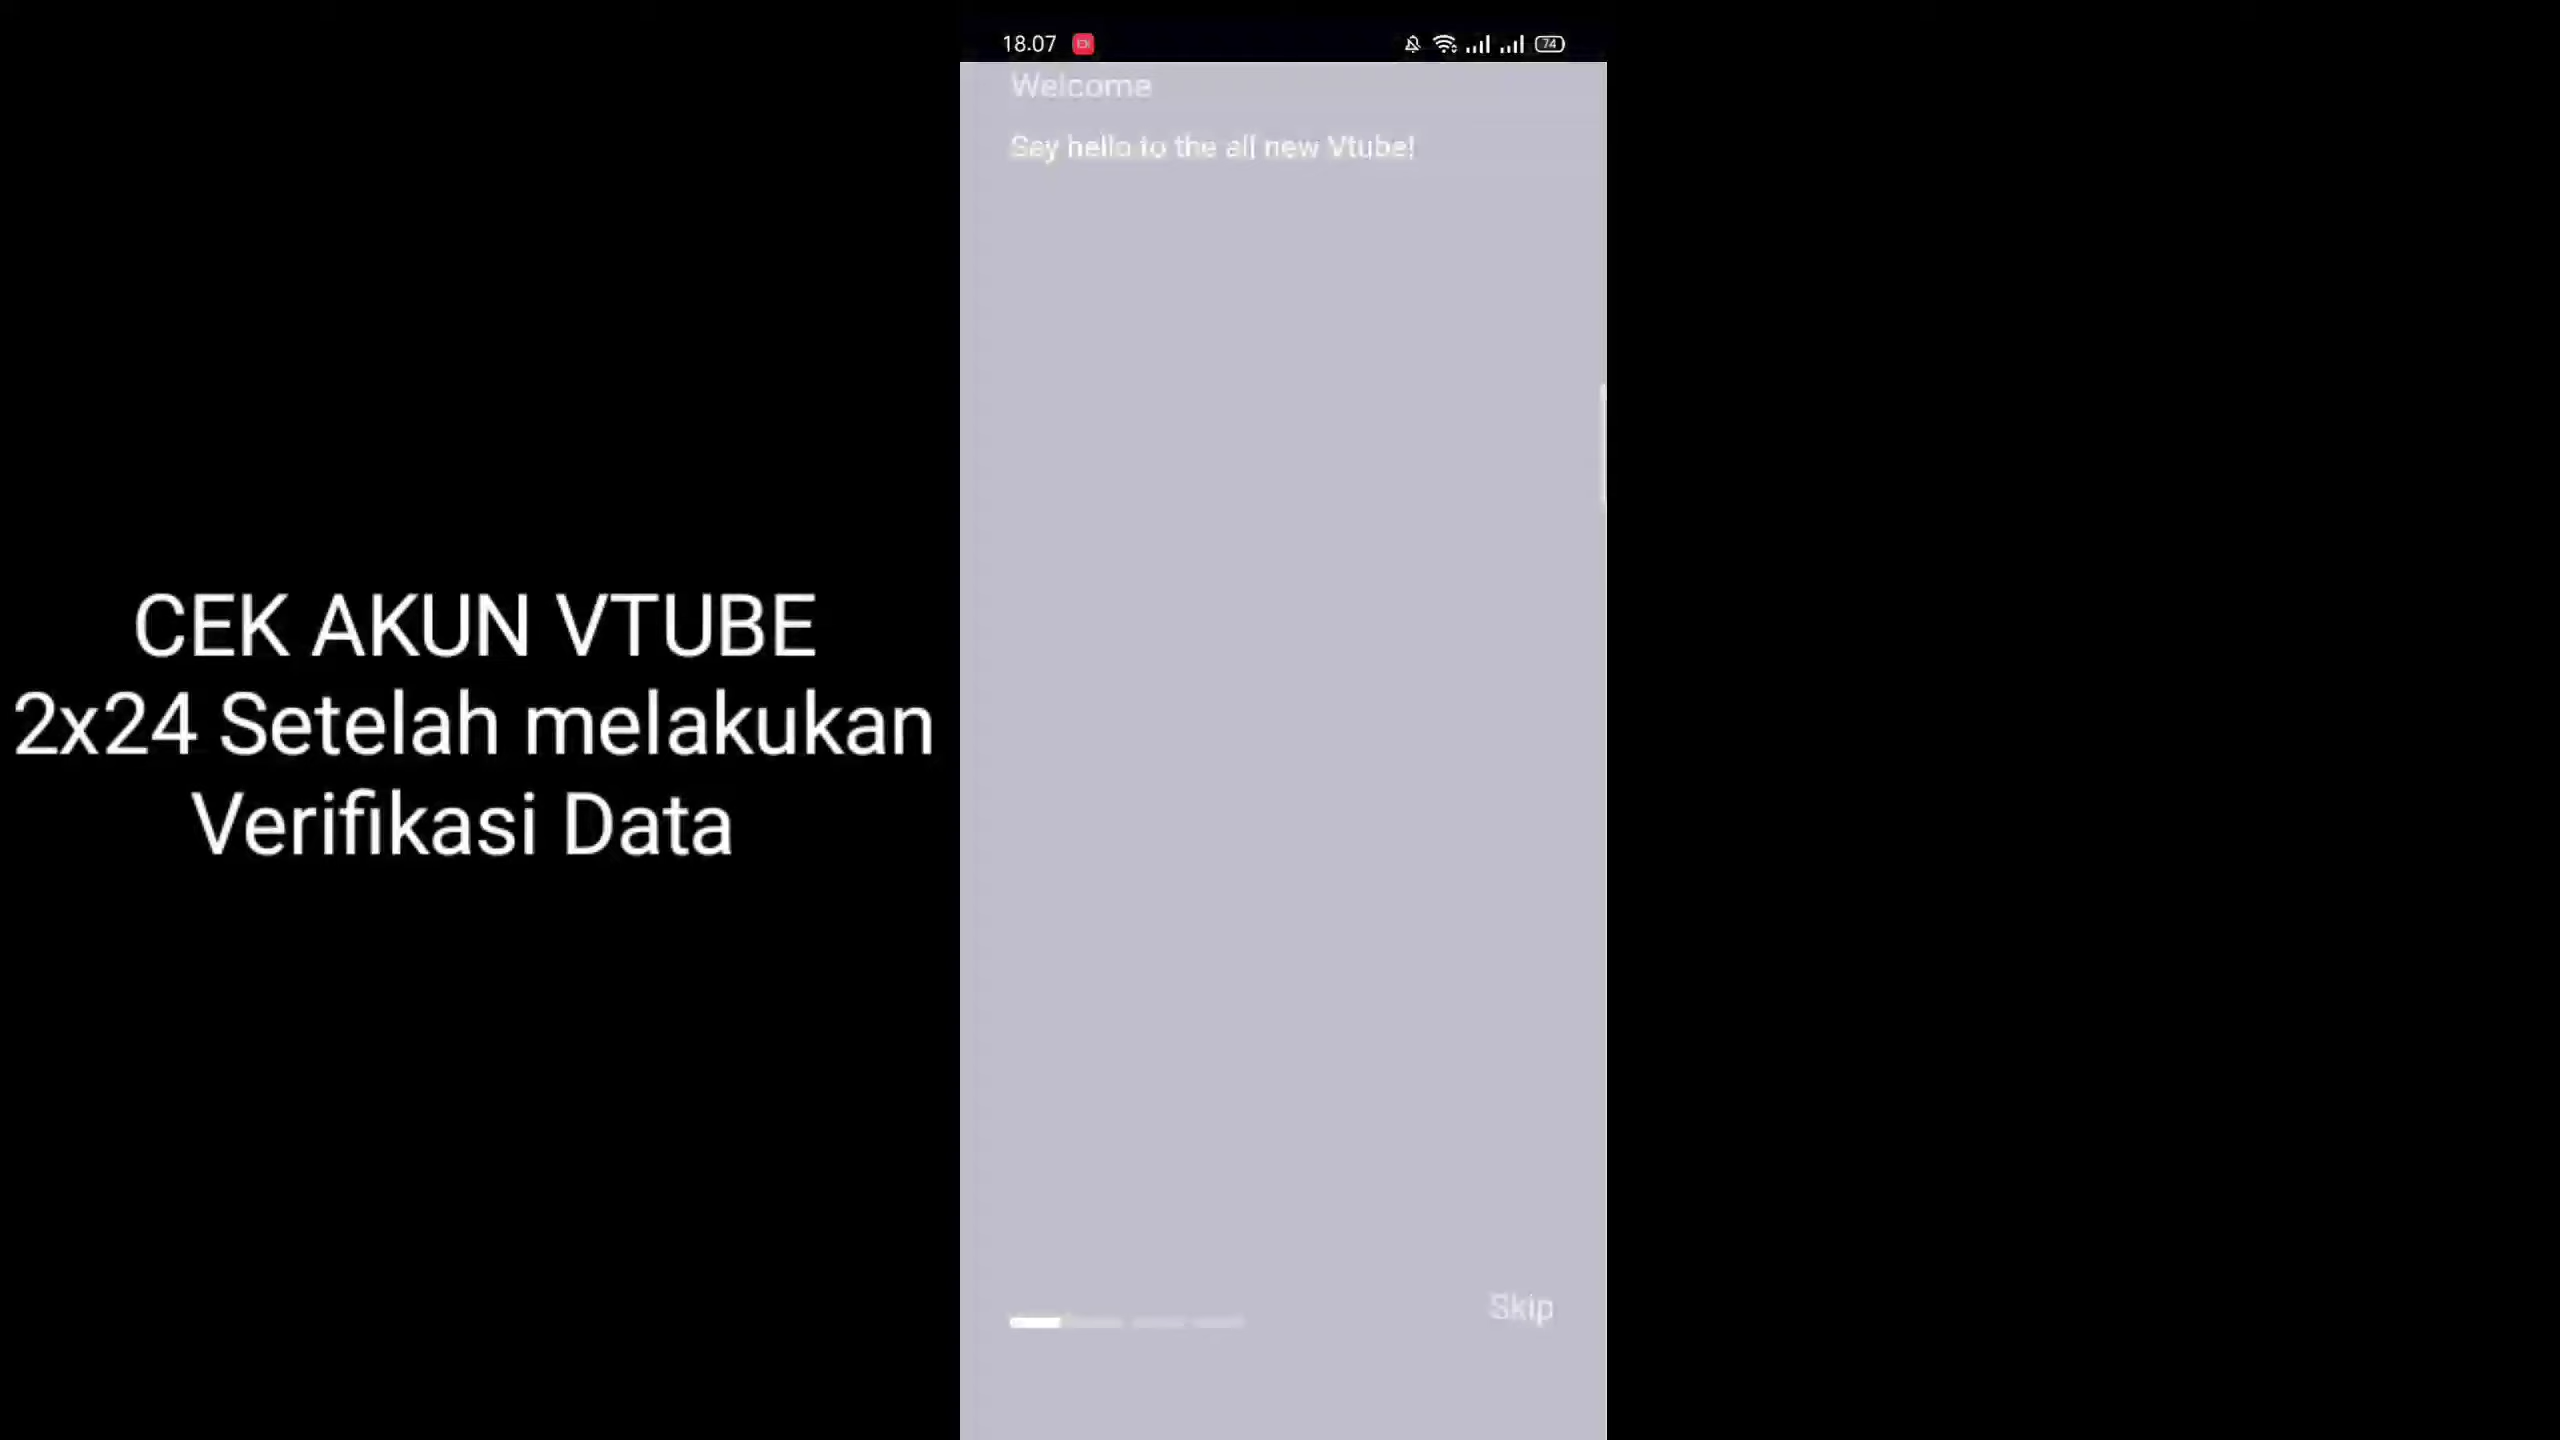 CEK AKUN VTUBE
2x24 Setelah melakukan
Verifikasi Data
18.07
74
Welcome
Say hello to the all new Vtube!
Skip